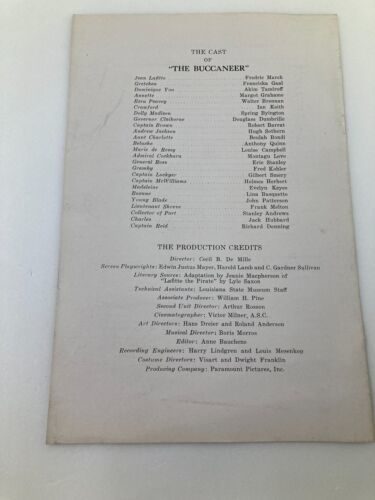 THE CAST
OF
"THE BUCCANEER"
Jean Lafitte Fredric March
Gretchen Franciska Gaal
Dominique You Akim Tamiroff
Annette Margot Grahame
Ezra Peavey Walter Brennan
Crawford Ian Keith
Dolly Madison Spring Byington
Governor Claiborne Douglass Dumbrille
Captain Brown Robert Barrat
Andrew Jackson Hugh Sothern
Aunt Charlotte Beulah Bondi
Beluche Anthony Quinn
Marie de Remy Louise Campbell
Admiral Cockburn Montagu Love
General Ross Eric Stanley
Gramby Fred Kohler
Captain Lockyer Gilbert Emery
Captain McWilliams Holmes Herbert
Madeleine Evelyn Keyes
Roxane Lina Basquette
Young Blade John Patterson
Lieutenant Shreve Frank Melton
Collector of Port Stanley Andrews
Charles Jack Hubbard
Captain Reid Richard Denning
THE PRODUCTION CREDITS
Director: Cecil B. De Mille
Screen Playwrights: Edwin Justus Mayer, Harold Lamb and C. Gardner Sullivan
Literary Source: Adaptation by Jeanie Macpherson of
"Lafitte the Pirate" by Lyle Saxon
Technical Assistants: Louisiana State Museum Staff
Associate Producer: William H. Pine
Second Unit Director: Arthur Rosson
Cinematographer: Victor Milner, A.S.C.
Art Directors: Hans Dreier and Roland Anderson
Musical Director: Boris Morros
Editor: Anne Bauchens
Recording Engineers: Harry Lindgren and Louis Mesenkop
Costume Directors: Visart and Dwight Franklin
Producing Company: Paramount Pictures, Inc.